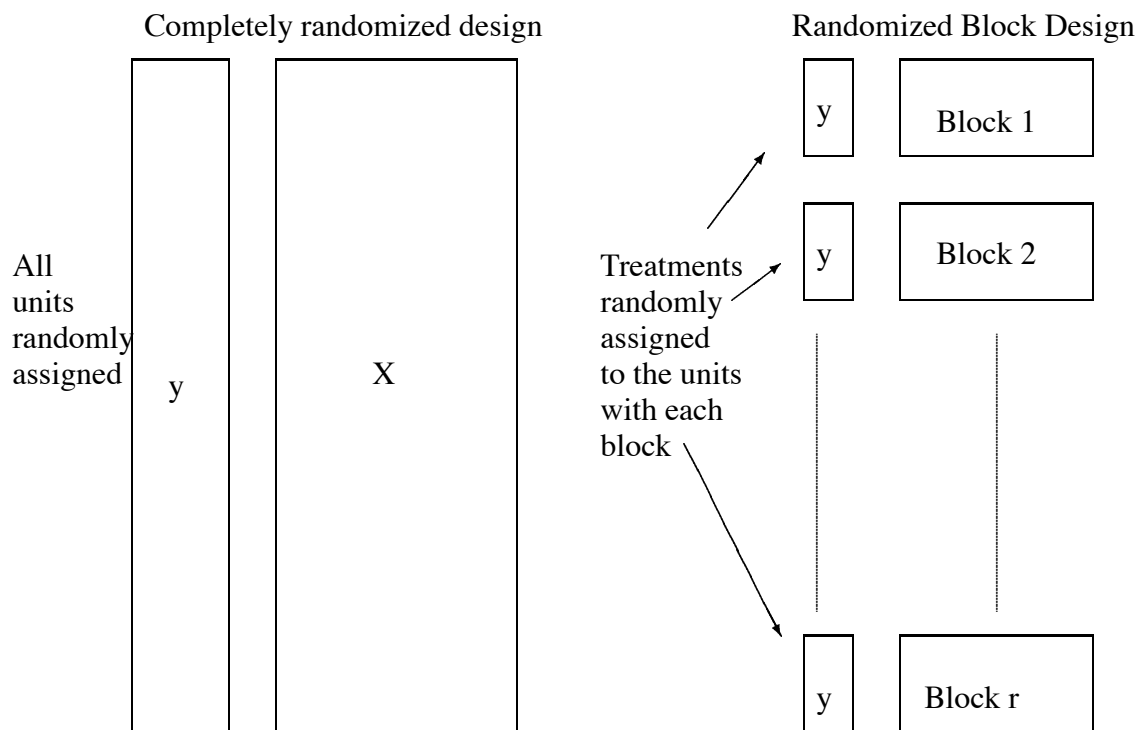 Completely randomized design
All
units
randomly
assigned
y
X
Randomized Block Design
y
Block 1
y
Block 2
Treatments
randomly
assigned
to the units
with each
block
y
Block r